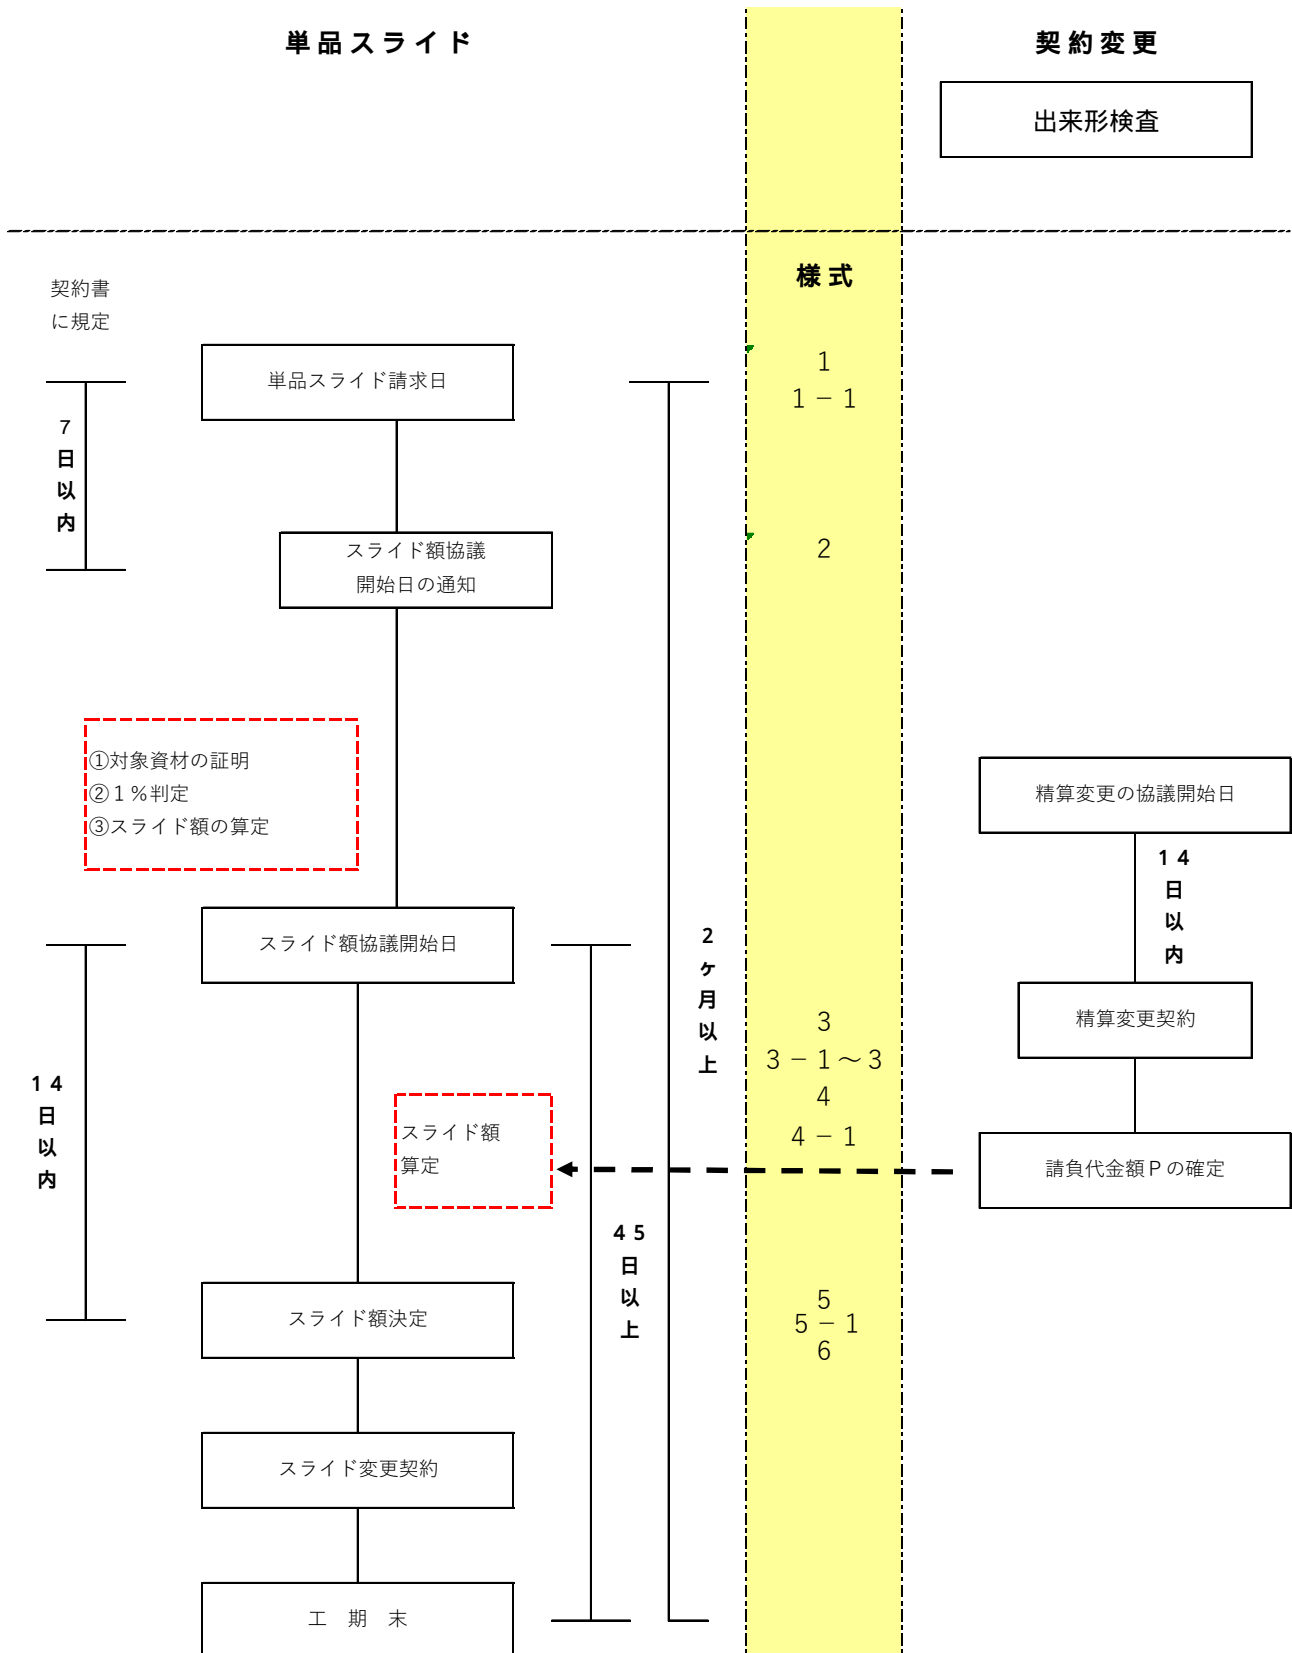 単品スライド
契約変更
出来形検査
様式
契約書
に規定
単品スライド請求日
1
1－1
7日以内
スライド額協議
開始日の通知
2
①対象資材の証明
②１％判定
③スライド額の算定
精算変更の協議開始日
14日以内
スライド額協議開始日
2ヶ月以上
精算変更契約
3
3－1～3
4
4－1
14日以内
スライド額
算定
請負代金額Ｐの確定
45日以上
スライド額決定
5
5－1
6
スライド変更契約
工　期　末